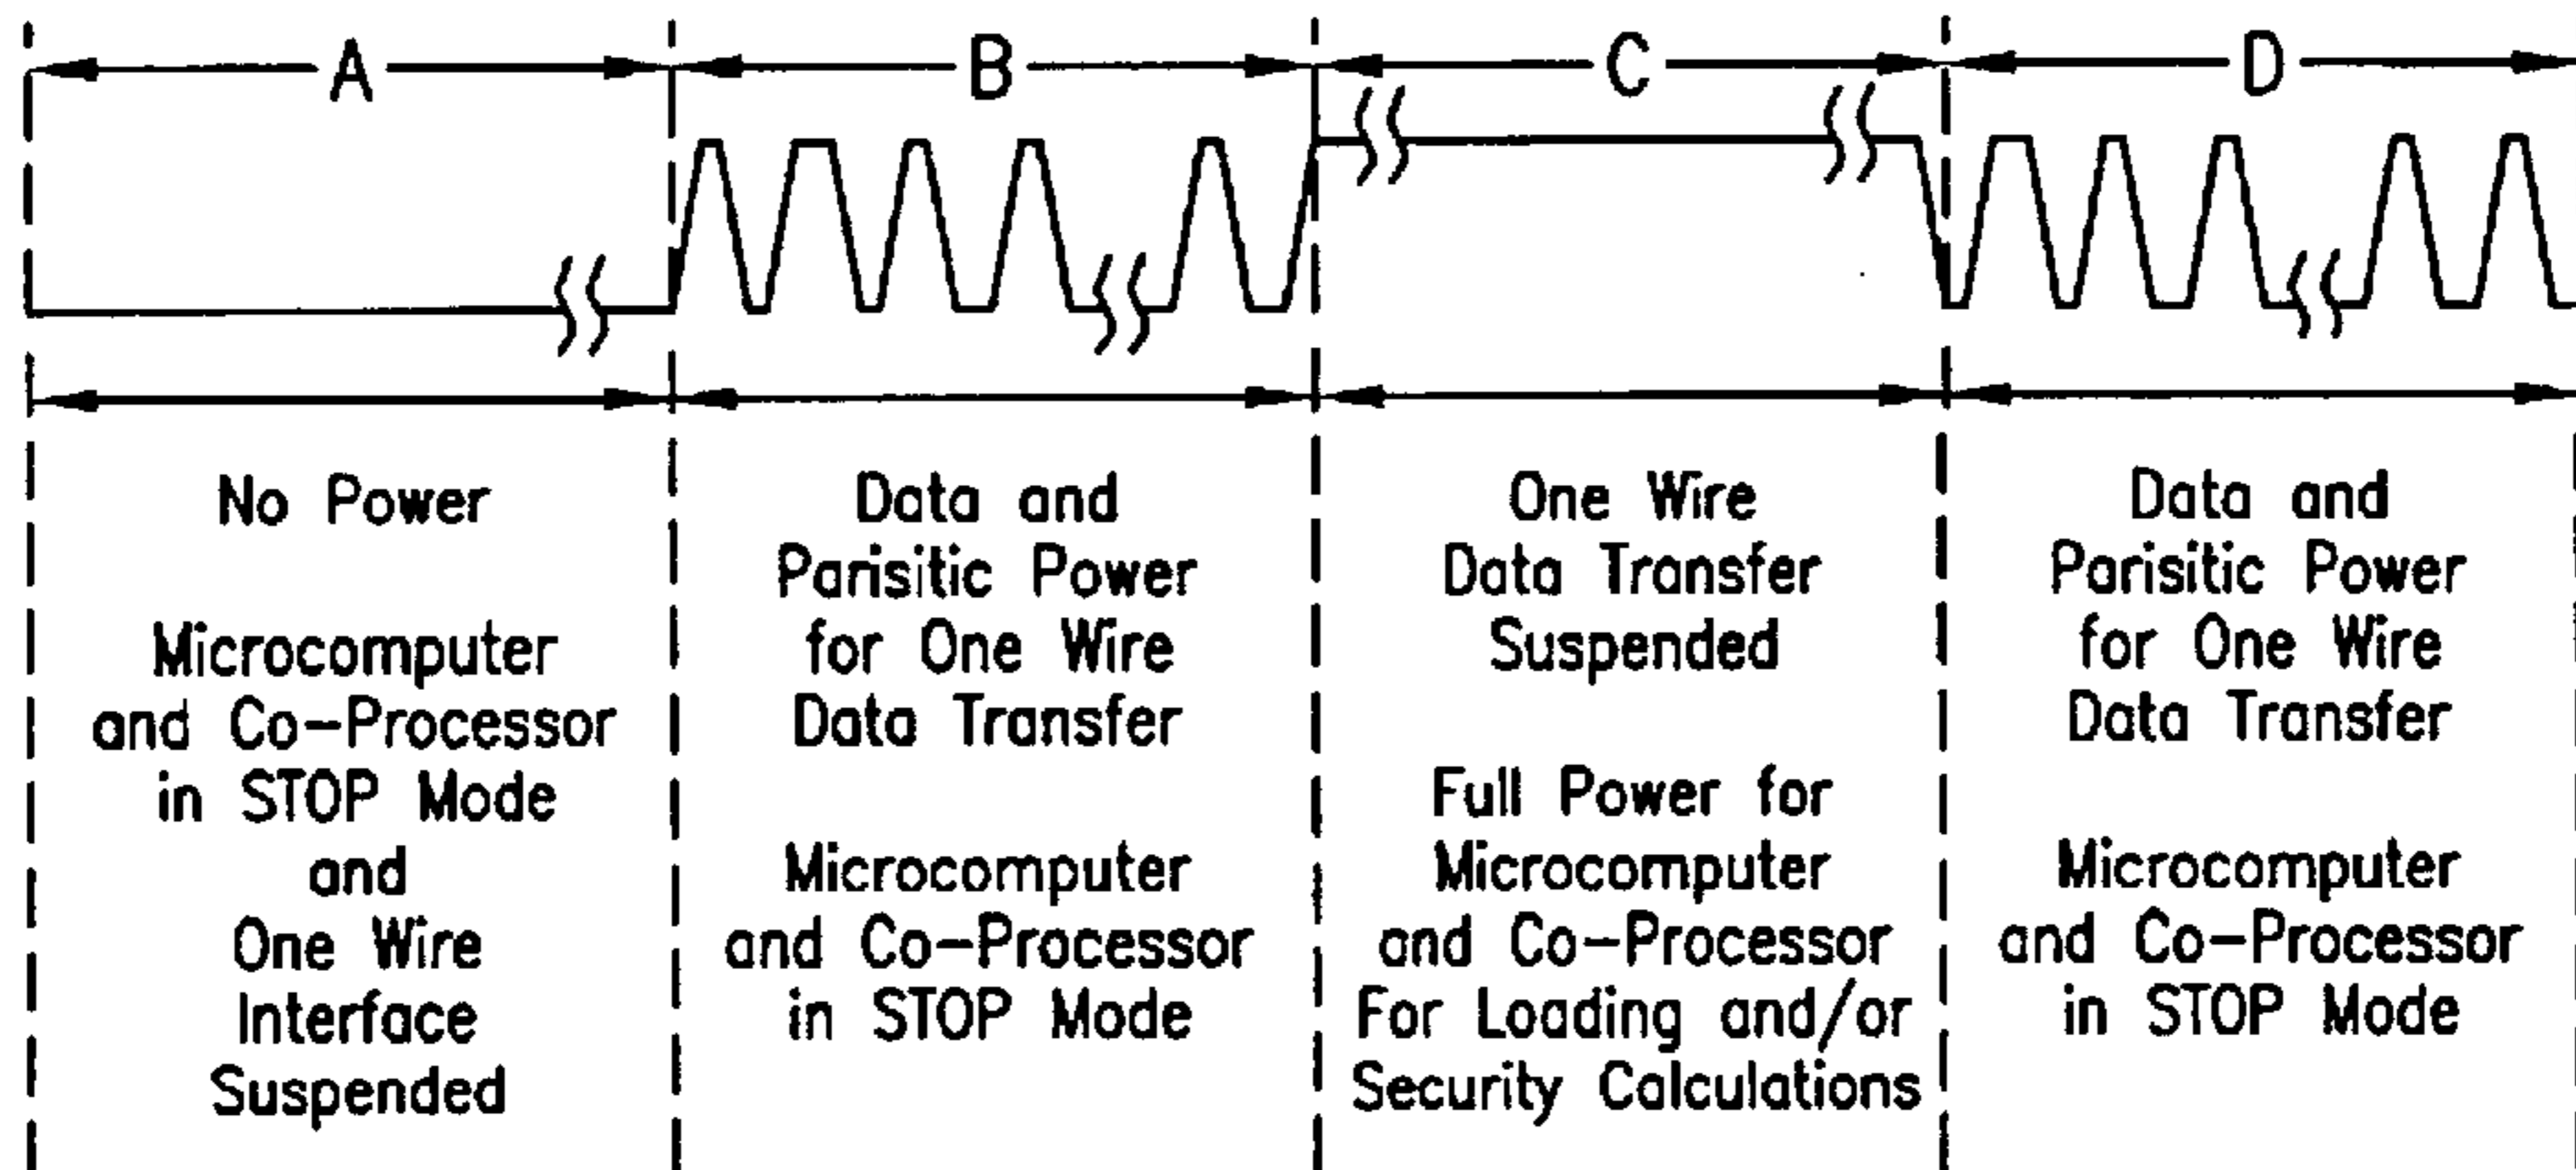 A
B
C
D
No Power
Microcomputer
and Co-Processor
in STOP Mode
and
One Wire
Interface
Suspended
Data and
Parisitic Power
for One Wire
Data Transfer
Microcomputer
and Co-Processor
in STOP Mode
One Wire
Data Transfer
Suspended
Full Power for
Microcomputer
and Co-Processor
For Loading and/or
Security Calculations
Data and
Parisitic Power
for One Wire
Data Transfer
Microcomputer
and Co-Processor
in STOP Mode